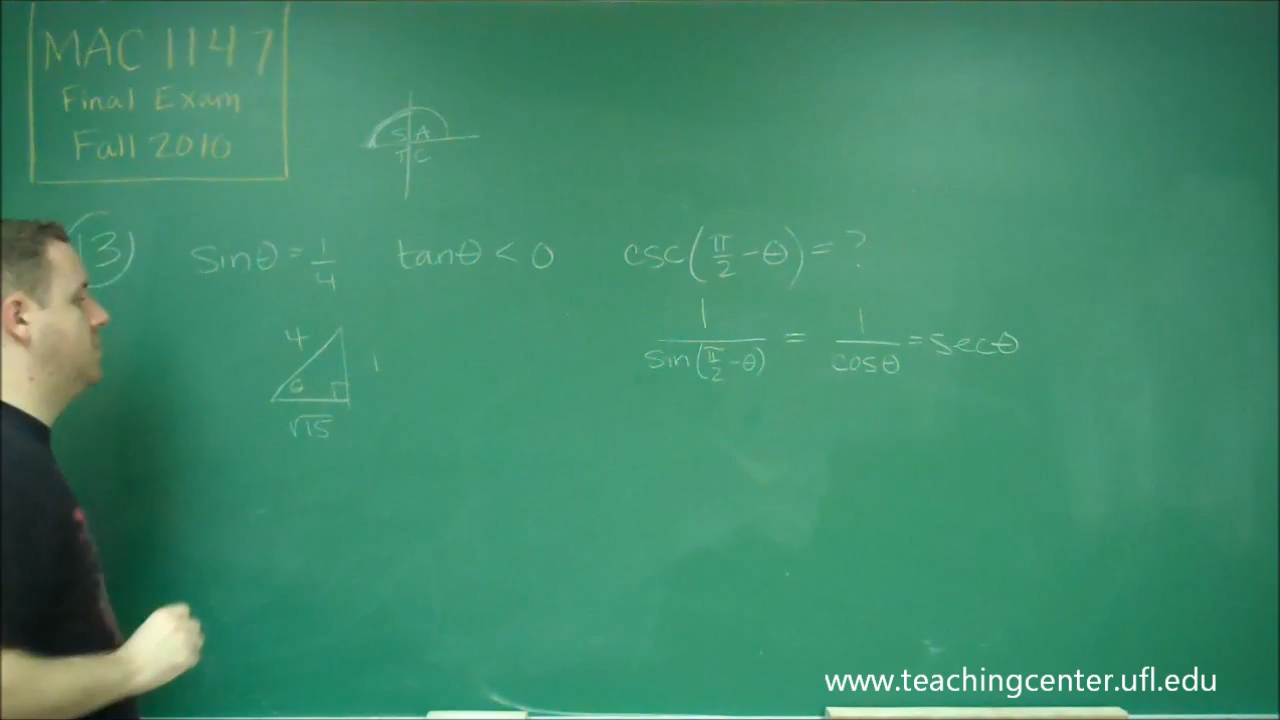 MAC 1147
Final Exam
Fall 2010
S A
T C
13) sinθ = 1/4 tanθ < 0 csc(π/2 - θ) = ?
1/sin(π/2 - θ) = 1/cosθ = secθ
4
1
θ
√15
www.teachingcenter.ufl.edu